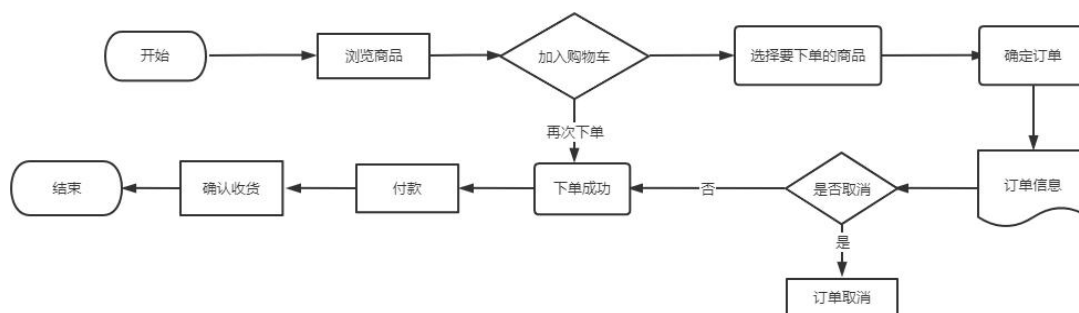 开始
浏览商品
加入购物车
选择要下单的商品
确定订单
再次下单
结束
确认收货
付款
下单成功
否
是否取消
订单信息
是
订单取消